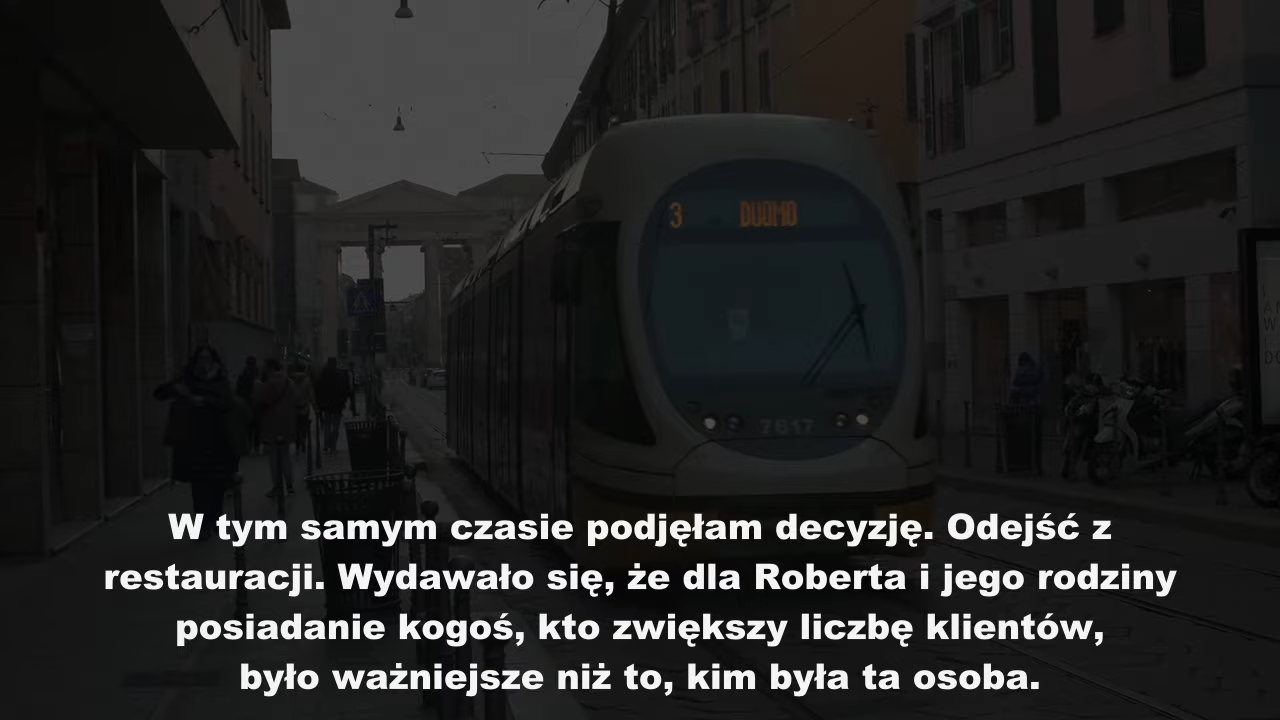 3 DUOMO
7617
W tym samym czasie podjęłam decyzję. Odejść z
restauracji. Wydawało się, że dla Roberta i jego rodziny
posiadanie kogoś, kto zwiększy liczbę klientów,
było ważniejsze niż to, kim była ta osoba.